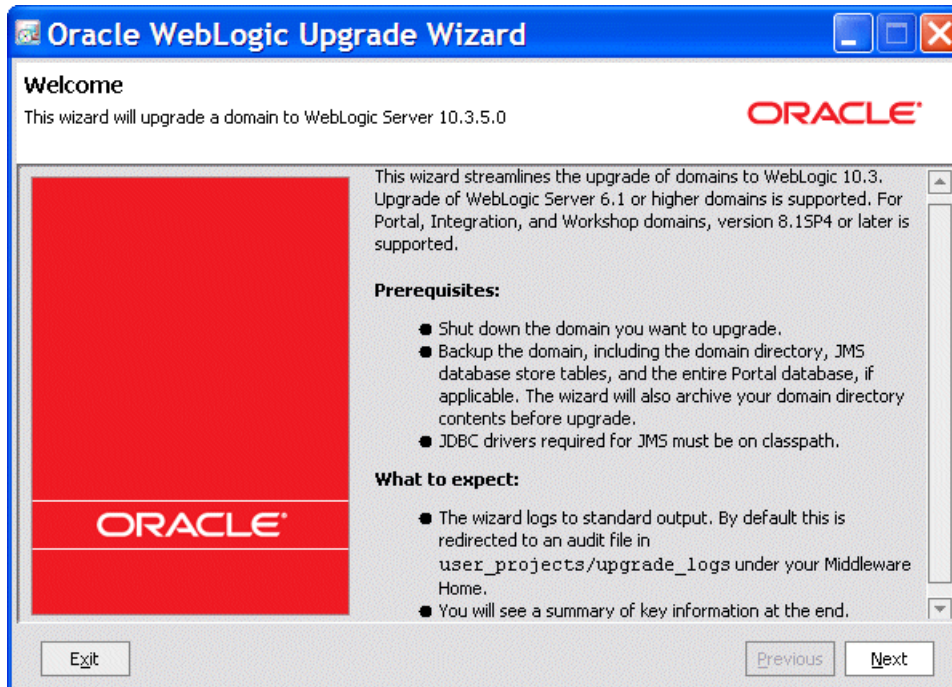 Oracle WebLogic Upgrade Wizard
Welcome
This wizard will upgrade a domain to WebLogic Server 10.3.5.0
ORACLE
This wizard streamlines the upgrade of domains to WebLogic 10.3.
Upgrade of WebLogic Server 6.1 or higher domains is supported. For
Portal, Integration, and Workshop domains, version 8.1SP4 or later is
supported.
Prerequisites:
● Shut down the domain you want to upgrade.
● Backup the domain, including the domain directory, JMS
database store tables, and the entire Portal database, if
applicable. The wizard will also archive your domain directory
contents before upgrade.
● JDBC drivers required for JMS must be on classpath.
What to expect:
● The wizard logs to standard output. By default this is
redirected to an audit file in
user_projects/upgrade_logs under your Middleware
Home.
● You will see a summary of key information at the end.
ORACLE
Exit
Previous
Next